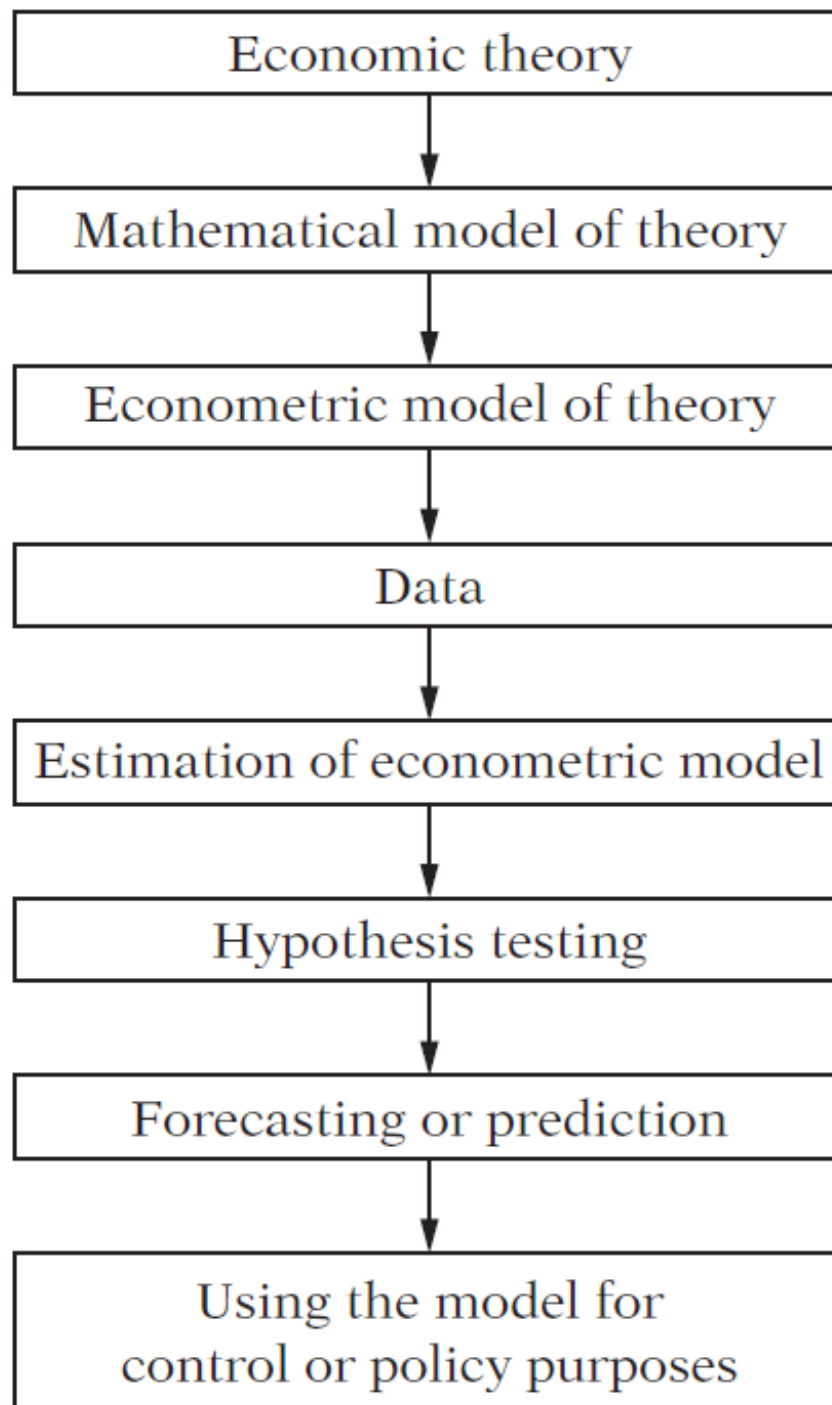 Economic theory
Mathematical model of theory
Econometric model of theory
Data
Estimation of econometric model
Hypothesis testing
Forecasting or prediction
Using the model for
control or policy purposes